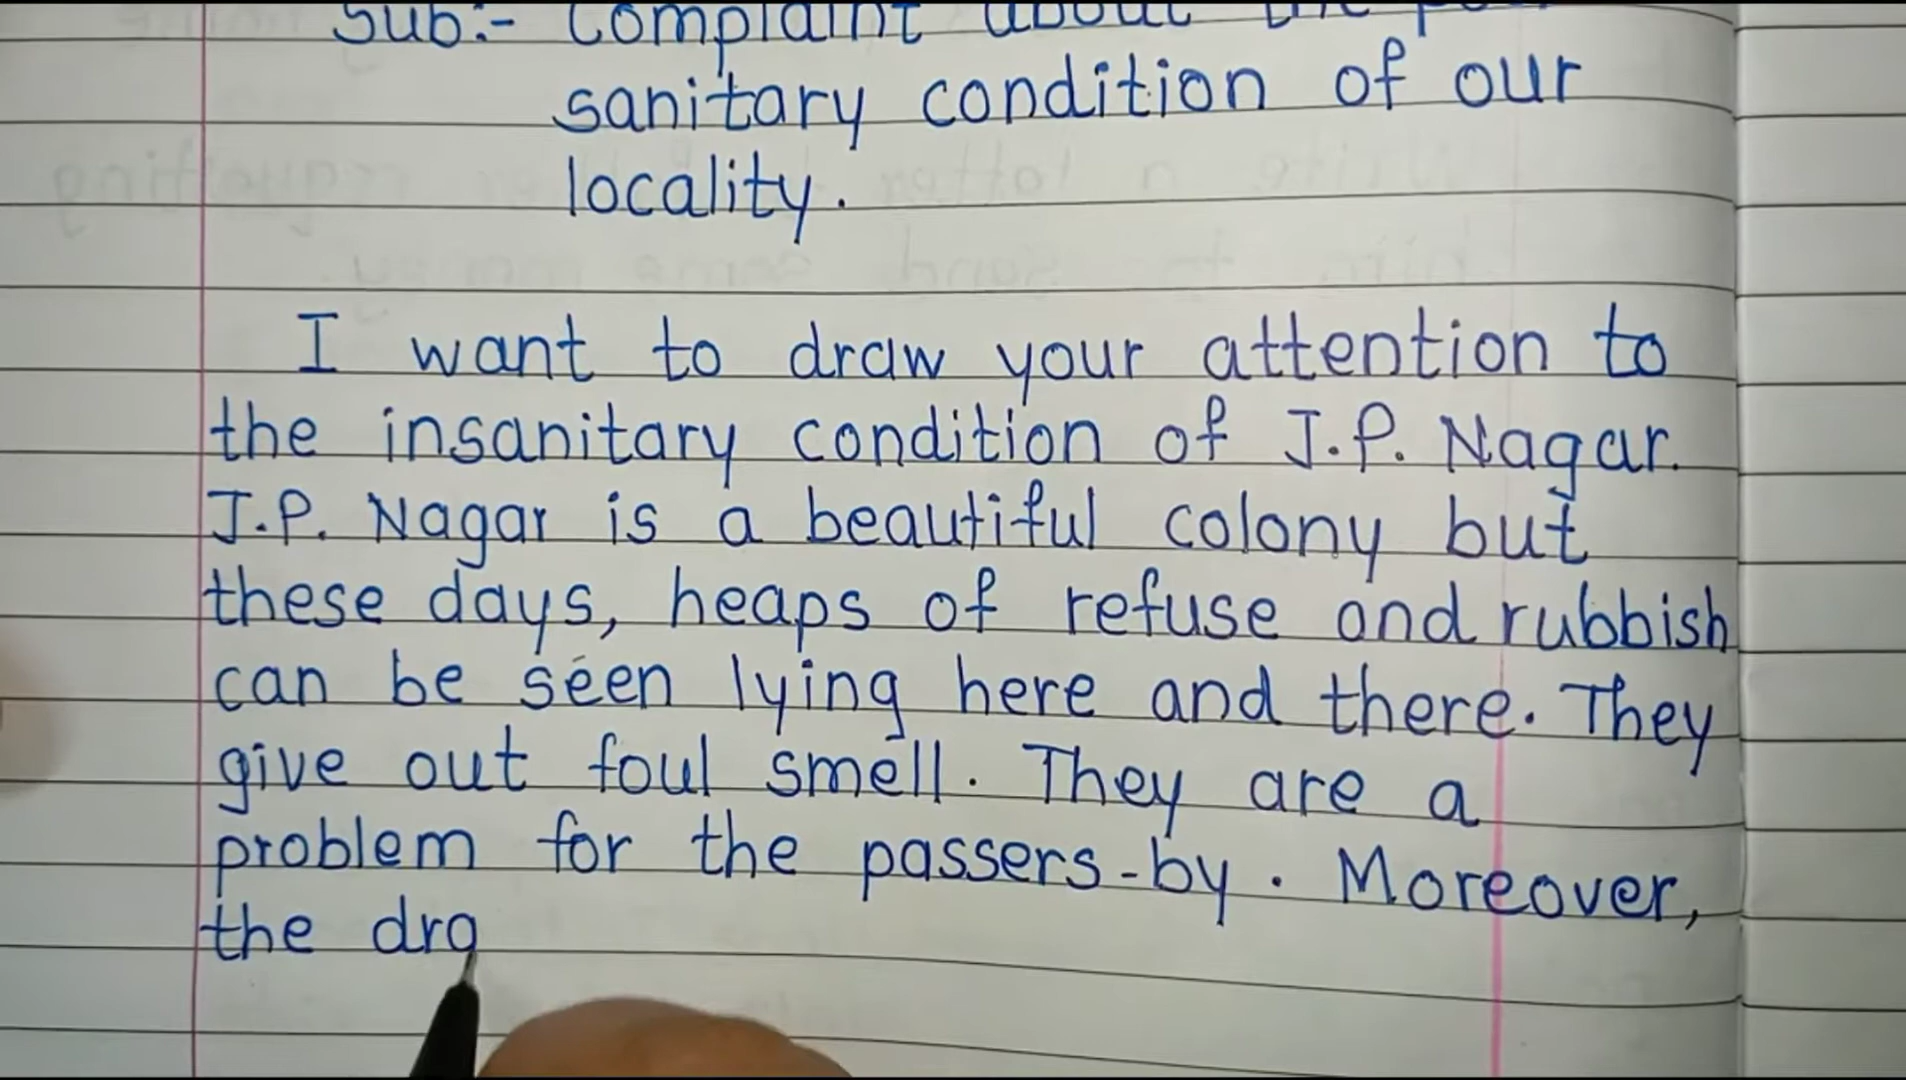 Sub:- Complaint about the
sanitary condition of our
locality.
I want to draw your attention to
the insanitary condition of J.P. Nagar.
J.P. Nagar is a beautiful colony but
these days, heaps of refuse and rubbish
can be seen lying here and there. They
give out foul smell. They are a
problem for the passers-by. Moreover,
the dra